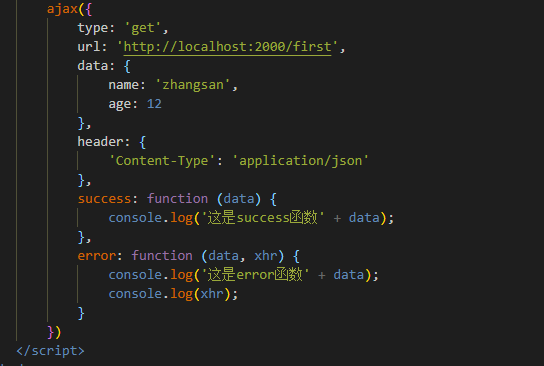 ajax({
type: 'get',
url: 'http://localhost:2000/first',
data: {
name: 'zhangsan',
age: 12
},
header: {
'Content-Type': 'application/json'
},
success: function (data) {
console.log('这是success函数' + data);
},
error: function (data, xhr) {
console.log('这是error函数' + data);
console.log(xhr);
}
})
</script>